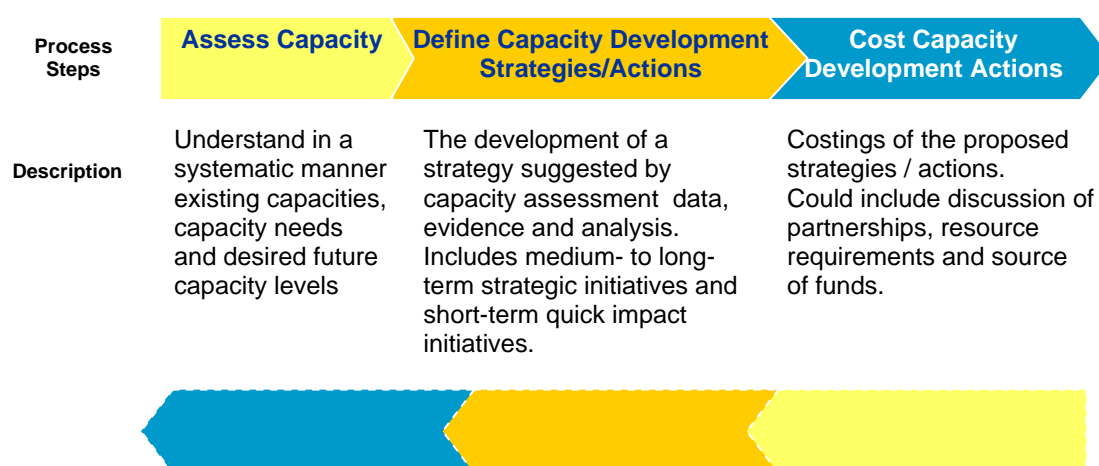 Process
Steps
Assess Capacity
Define Capacity Development
Strategies/Actions
Cost Capacity
Development Actions
Description
Understand in a
systematic manner
existing capacities,
capacity needs
and desired future
capacity levels
The development of a
strategy suggested by
capacity assessment data,
evidence and analysis.
Includes medium- to long-
term strategic initiatives and
short-term quick impact
initiatives.
Costings of the proposed
strategies / actions.
Could include discussion of
partnerships, resource
requirements and source
of funds.